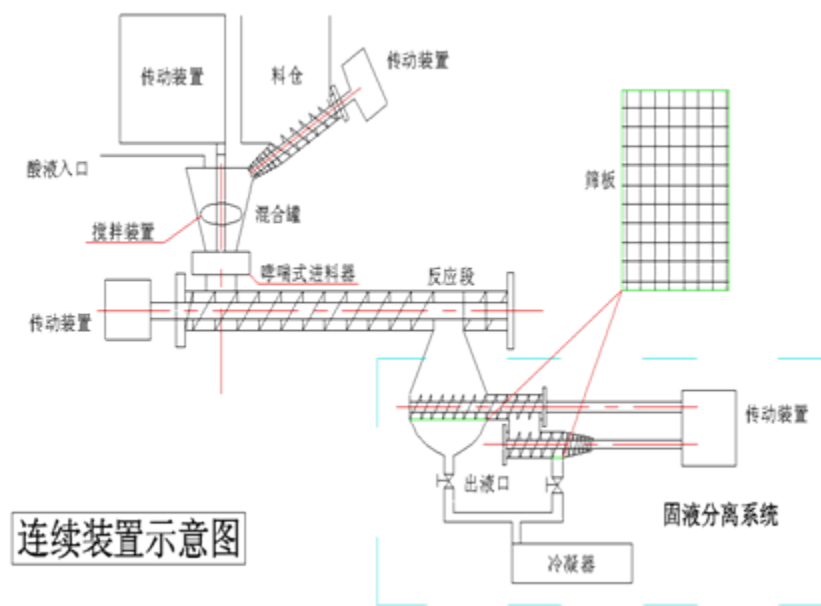 传动装置
料仓
传动装置
酸液入口
混合罐
搅拌装置
哮喘式进料器
反应段
筛板
传动装置
传动装置
出液口
固液分离系统
连续装置示意图
冷凝器